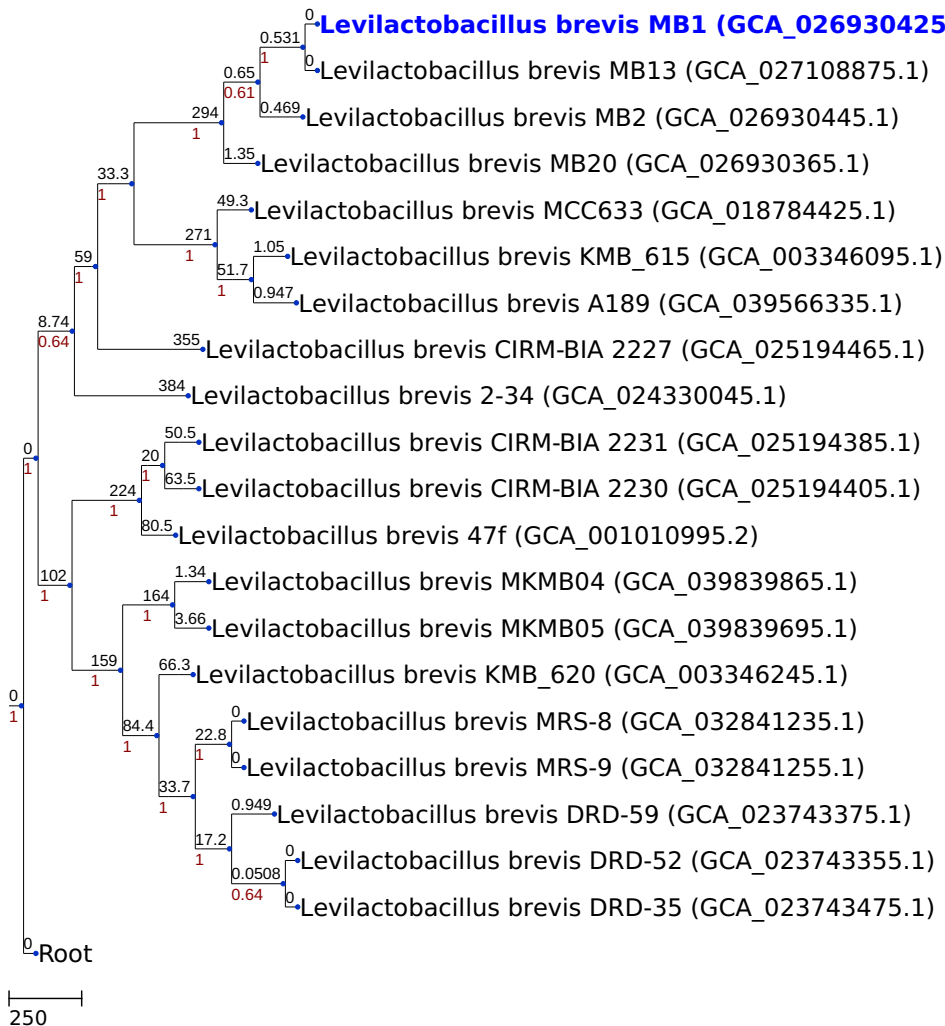 0
Levilactobacillus brevis MB1 (GCA_026930425
0.531
1
0
Levilactobacillus brevis MB13 (GCA_027108875.1)
0.65
0.61
0.469
Levilactobacillus brevis MB2 (GCA_026930445.1)
294
1
1.35
Levilactobacillus brevis MB20 (GCA_026930365.1)
33.3
1
49.3
Levilactobacillus brevis MCC633 (GCA_018784425.1)
271
1
1.05
Levilactobacillus brevis KMB_615 (GCA_003346095.1)
51.7
1
0.947
Levilactobacillus brevis A189 (GCA_039566335.1)
59
1
355
Levilactobacillus brevis CIRM-BIA 2227 (GCA_025194465.1)
8.74
0.64
384
Levilactobacillus brevis 2-34 (GCA_024330045.1)
0
1
50.5
Levilactobacillus brevis CIRM-BIA 2231 (GCA_025194385.1)
20
1
63.5
Levilactobacillus brevis CIRM-BIA 2230 (GCA_025194405.1)
224
1
80.5
Levilactobacillus brevis 47f (GCA_001010995.2)
102
1
1.34
Levilactobacillus brevis MKMB04 (GCA_039839865.1)
164
1
3.66
Levilactobacillus brevis MKMB05 (GCA_039839695.1)
159
1
66.3
Levilactobacillus brevis KMB_620 (GCA_003346245.1)
84.4
1
0
Levilactobacillus brevis MRS-8 (GCA_032841235.1)
22.8
1
0
Levilactobacillus brevis MRS-9 (GCA_032841255.1)
33.7
1
0.949
Levilactobacillus brevis DRD-59 (GCA_023743375.1)
17.2
1
0
Levilactobacillus brevis DRD-52 (GCA_023743355.1)
0.0508
0.64
0
Levilactobacillus brevis DRD-35 (GCA_023743475.1)
0
1
0
Root
250